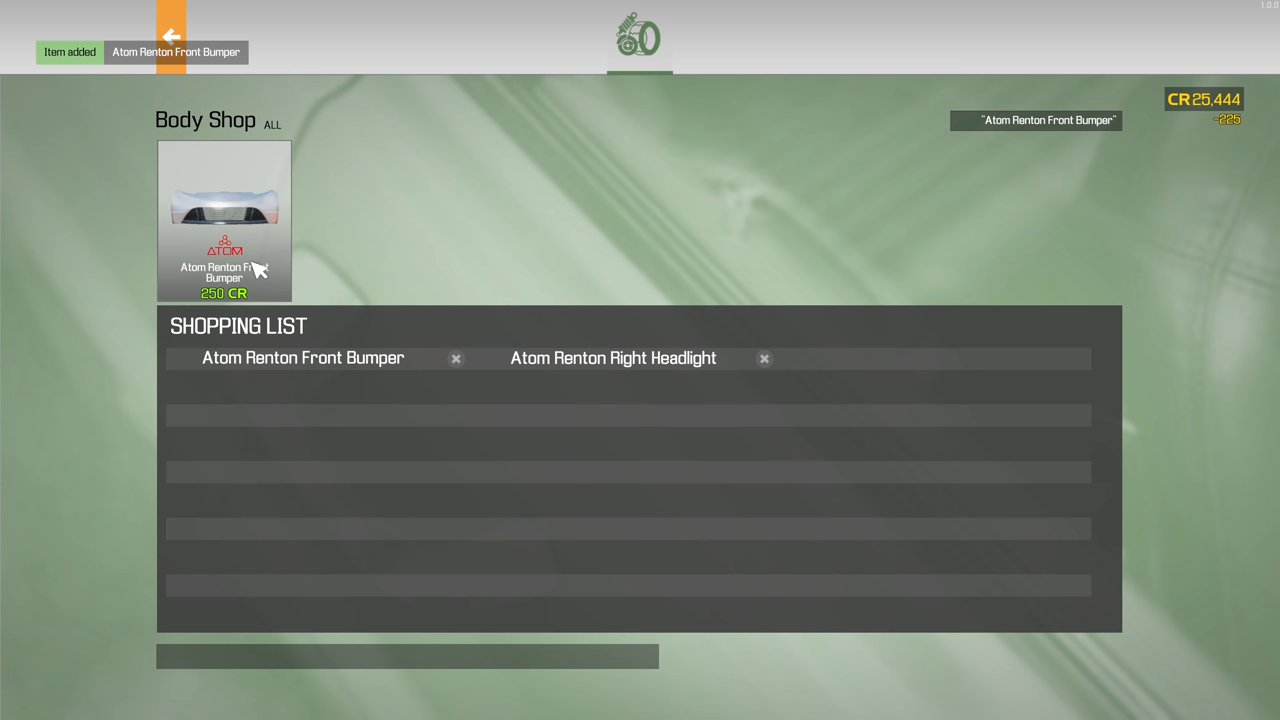 1.0.0
Item added Atom Renton Front Bumper
CR 25,444
-225
Body Shop ALL
"Atom Renton Front Bumper"
ATOM
Atom Renton Fr t
Bumper
250 CR
SHOPPING LIST
Atom Renton Front Bumper
Atom Renton Right Headlight